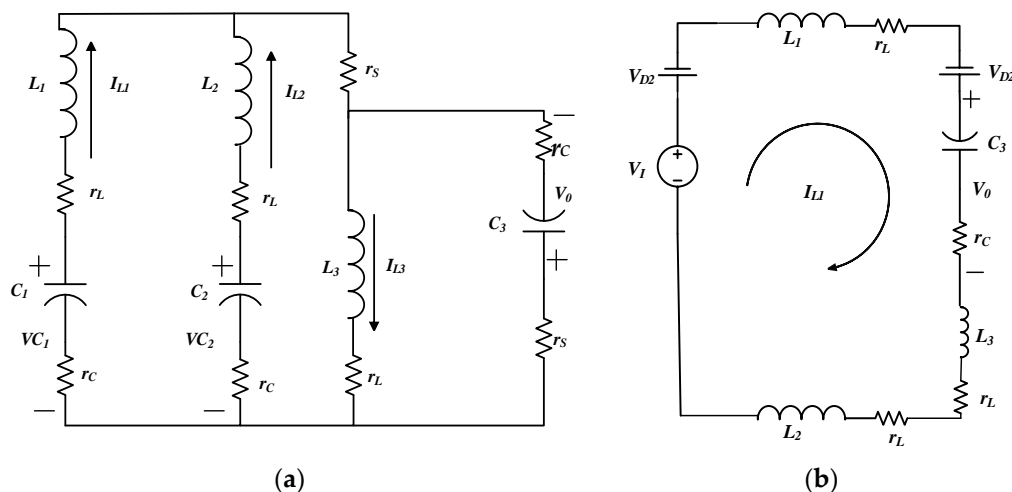 L1
IL1
rL
+
C1
VC1
rC
−
L2
IL2
rL
+
C2
VC2
rC
−
rS
L3
IL3
rL
−
rC
V0
C3
+
rS
(a)
L1
rL
VD2
VD2
+
C3
VI
+
−
IL1
V0
rC
−
L3
rL
L2
rL
(b)